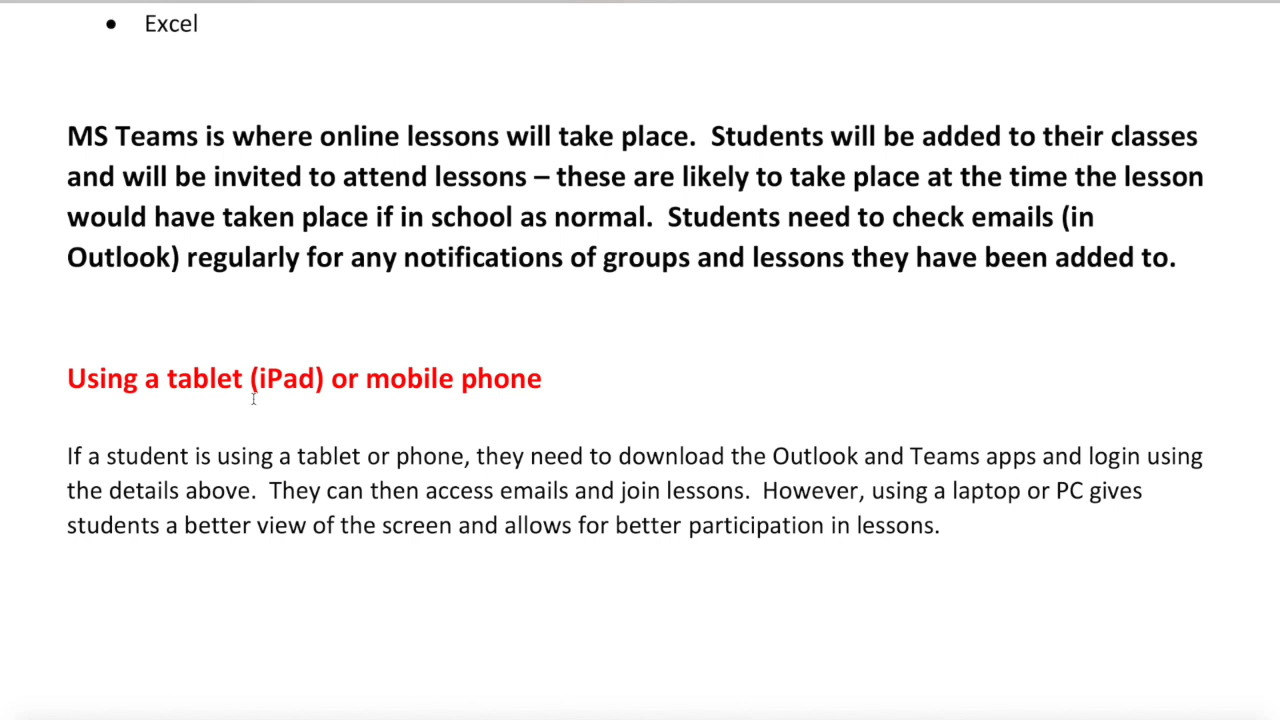 • Excel
MS Teams is where online lessons will take place.  Students will be added to their classes
and will be invited to attend lessons – these are likely to take place at the time the lesson
would have taken place if in school as normal.  Students need to check emails (in
Outlook) regularly for any notifications of groups and lessons they have been added to.
Using a tablet (iPad) or mobile phone
If a student is using a tablet or phone, they need to download the Outlook and Teams apps and login using
the details above.  They can then access emails and join lessons.  However, using a laptop or PC gives
students a better view of the screen and allows for better participation in lessons.